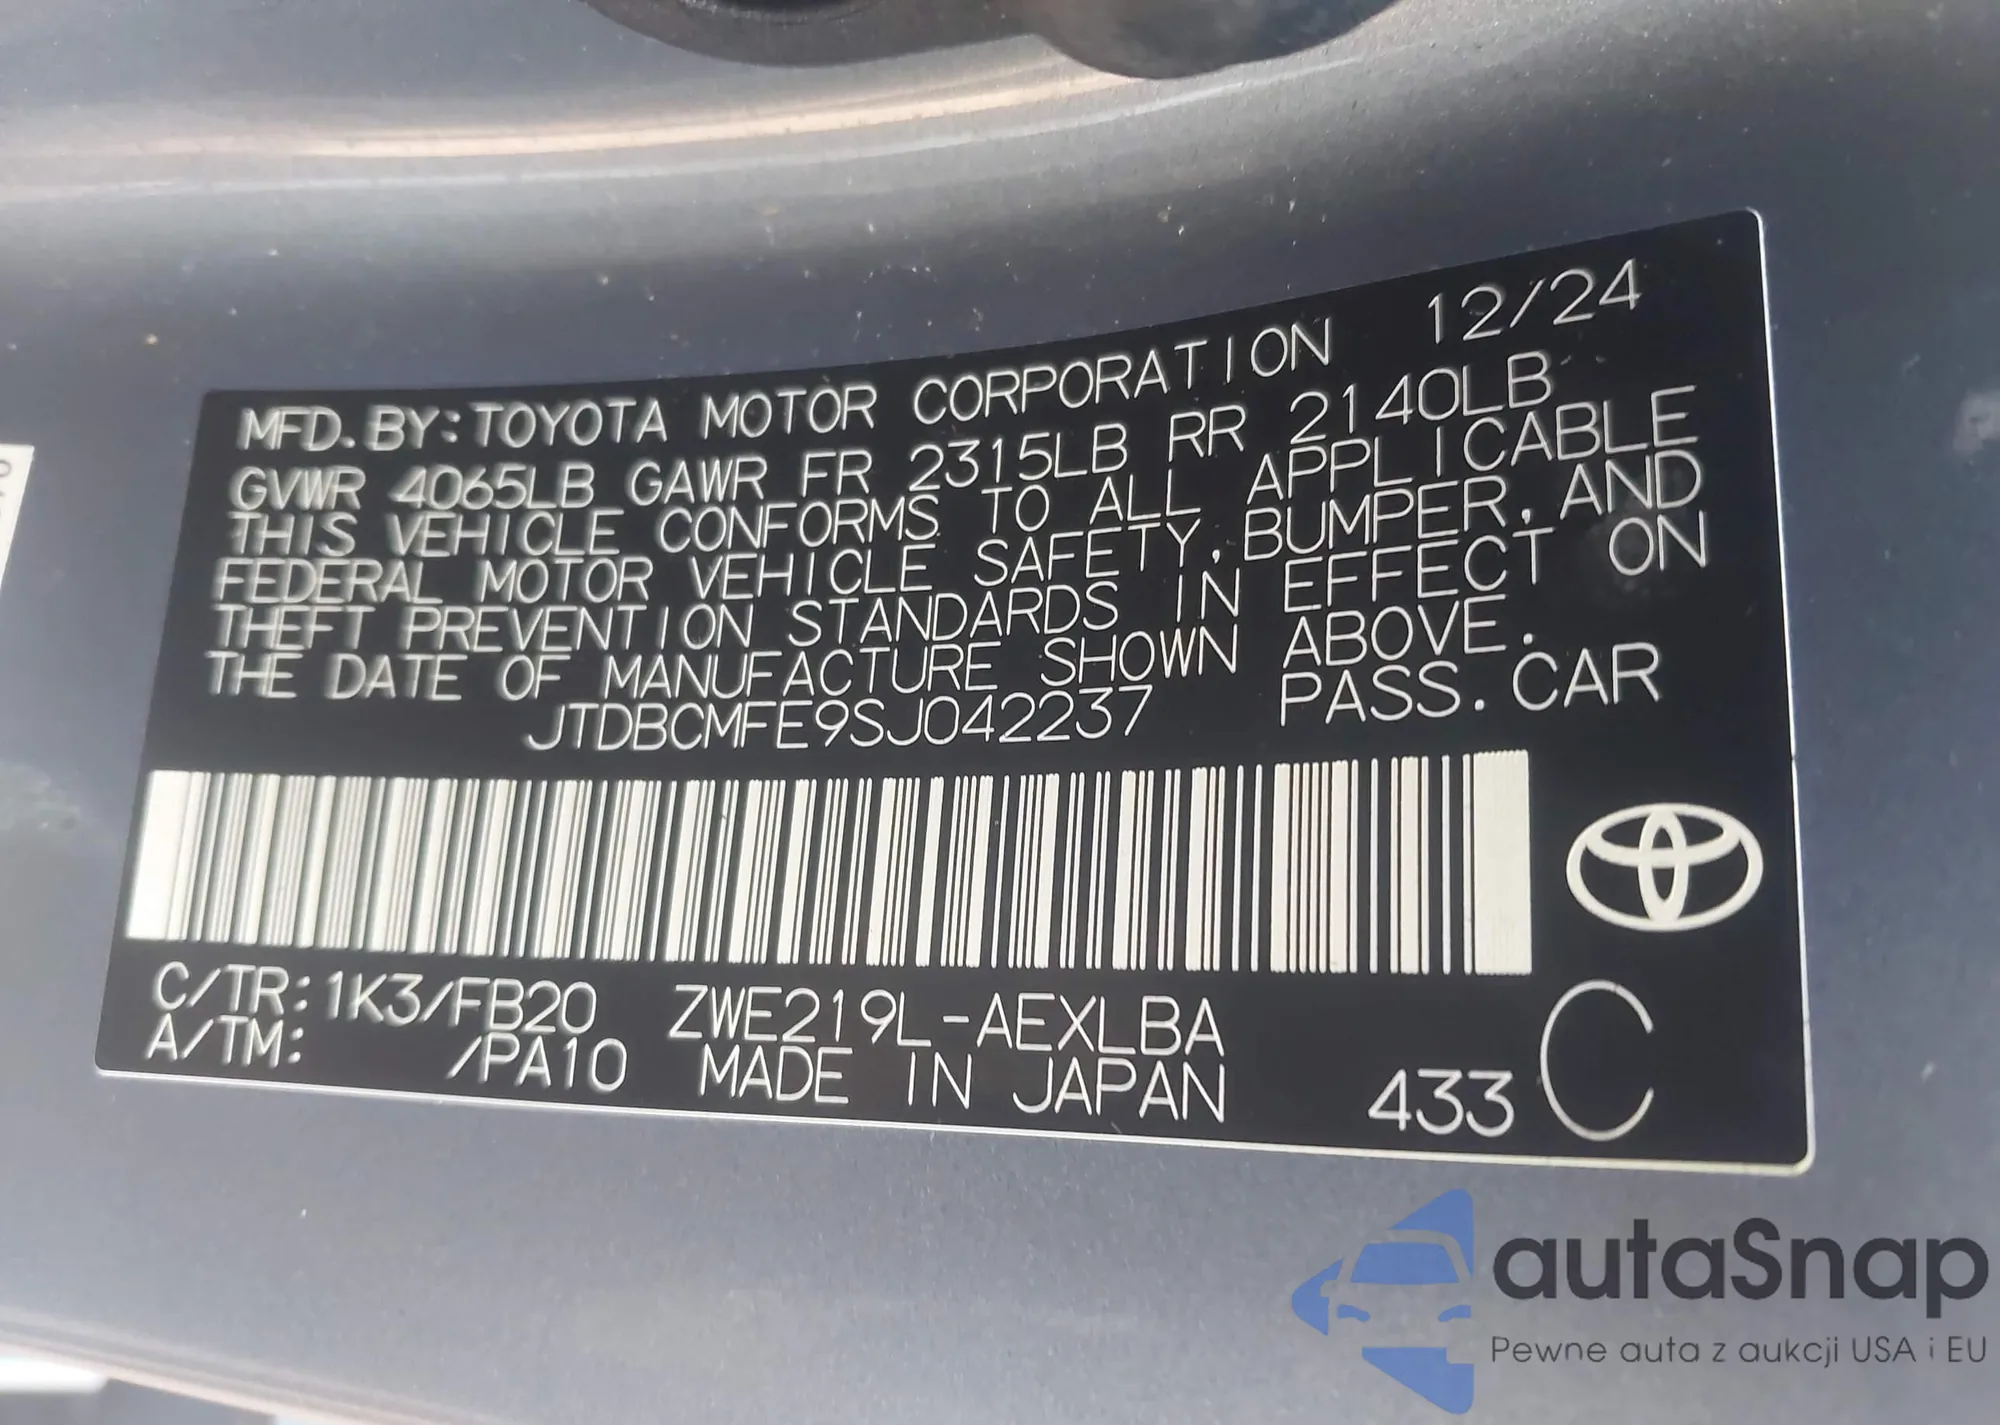 MFD. BY: TOYOTA MOTOR CORPORATION 12/24
GVWR 4065LB GAWR FR 2315LB RR 2140LB
THIS VEHICLE CONFORMS TO ALL APPLICABLE
FEDERAL MOTOR VEHICLE SAFETY, BUMPER, AND
THEFT PREVENTION STANDARDS IN EFFECT ON
THE DATE OF MANUFACTURE SHOWN ABOVE.
JTDBCMFE9SJ042237 PASS. CAR
C/TR: 1K3/FB20 ZWE219L-AEXLBA
A/TM: /PA10 MADE IN JAPAN 433 C
autaSnap
Pewne auta z aukcji USA i EU